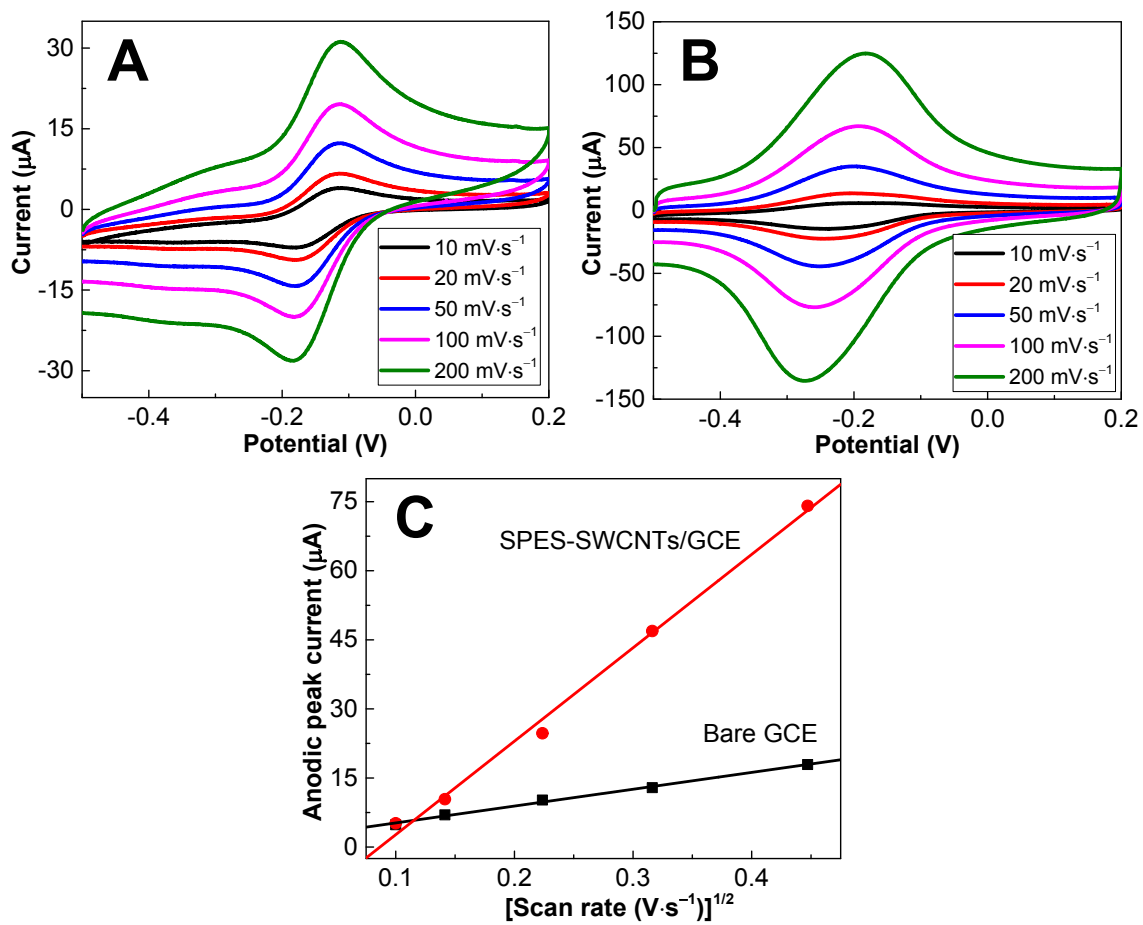 A
Current (μA)
30
15
0
-15
-30
-0.4
-0.2
0.0
0.2
Potential (V)
10 mV·s⁻¹
20 mV·s⁻¹
50 mV·s⁻¹
100 mV·s⁻¹
200 mV·s⁻¹
B
Current (μA)
150
100
50
0
-50
-100
-150
-0.4
-0.2
0.0
0.2
Potential (V)
10 mV·s⁻¹
20 mV·s⁻¹
50 mV·s⁻¹
100 mV·s⁻¹
200 mV·s⁻¹
C
Anodic peak current (μA)
75
60
45
30
15
0
SPES-SWCNTs/GCE
Bare GCE
0.1
0.2
0.3
0.4
[Scan rate (V·s⁻¹)]¹/²